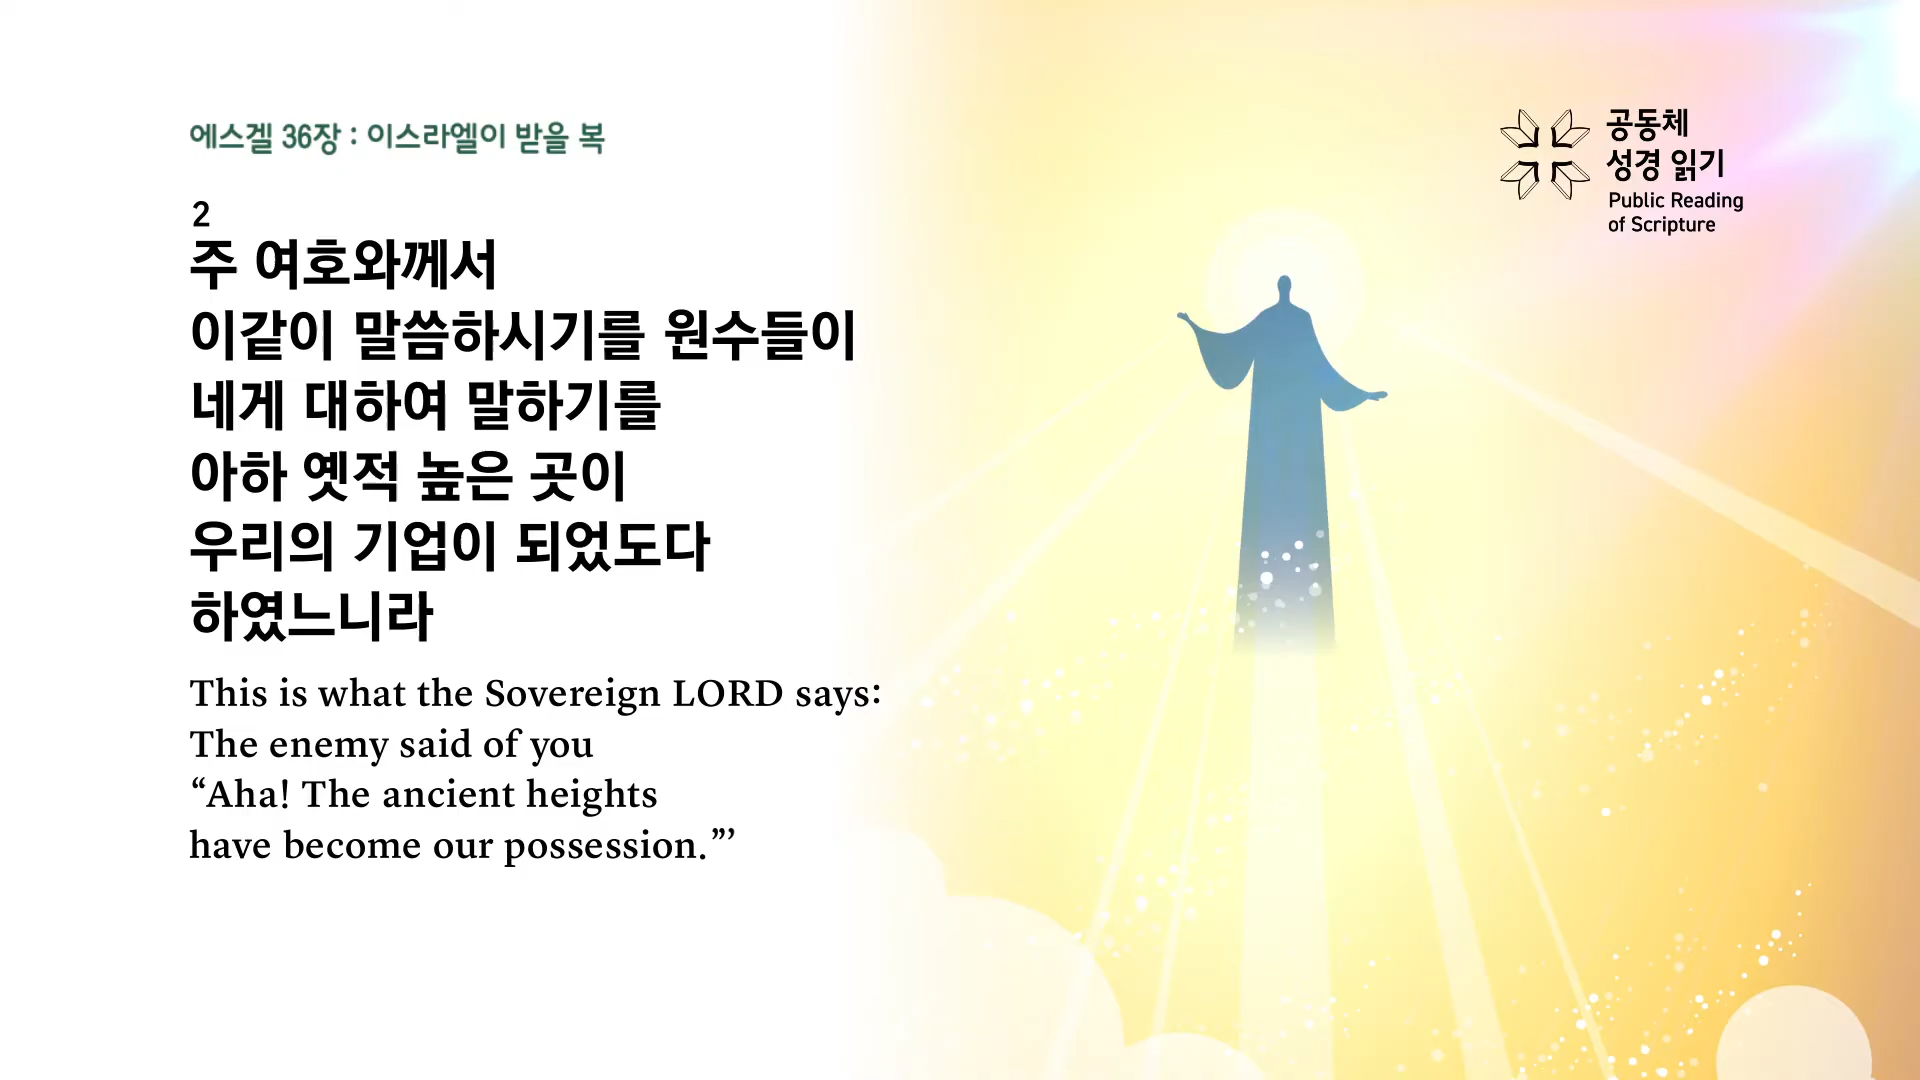 에스겔 36장 : 이스라엘이 받을 복
2
주 여호와께서
이같이 말씀하시기를 원수들이
네게 대하여 말하기를
아하 옛적 높은 곳이
우리의 기업이 되었도다
하였느니라
This is what the Sovereign LORD says:
The enemy said of you
“Aha! The ancient heights
have become our possession.”’
공동체
성경 읽기
Public Reading
of Scripture